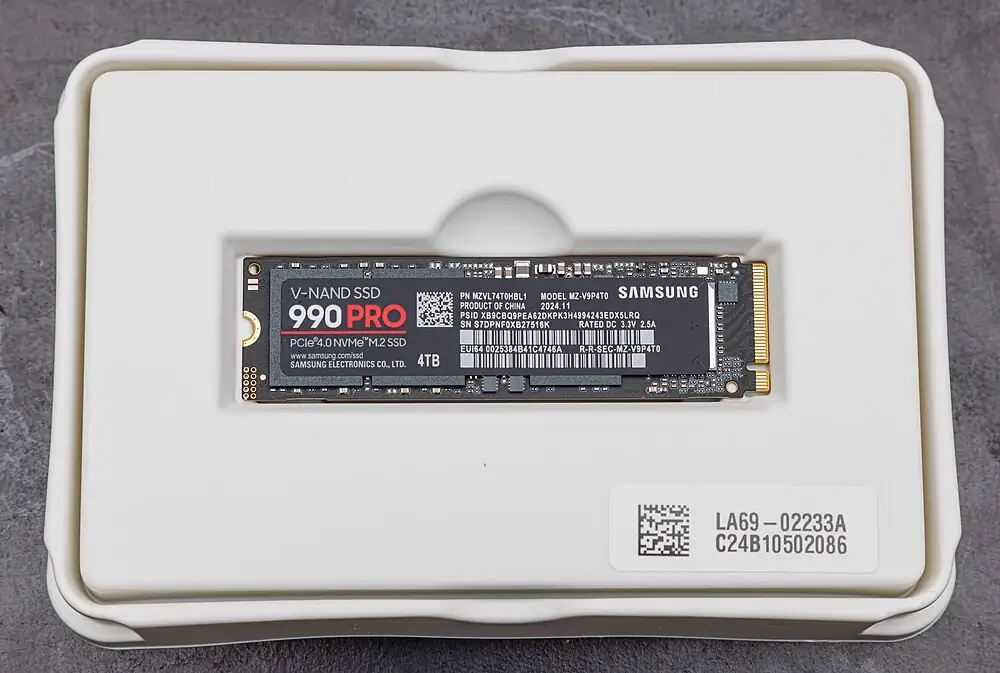 V-NAND SSD
990 PRO
PCIe® 4.0 NVMe™ M.2 SSD
www.samsung.com/ssd
SAMSUNG ELECTRONICS CO., LTD.
4TB
PN MZVL74T0HBL1 MODEL MZ-V9P4T0
SAMSUNG
PRODUCT OF CHINA 2024.11
PSID XB9CBQ9PEA62DKPK3H4994243EDX5LRQ
SN S7DPNF0XB27516K RATED DC 3.3V 2.5A
EUI64 0025384B41C4746A R-R-SEC-MZ-V9P4T0
LA69-02233A
C24B10502086